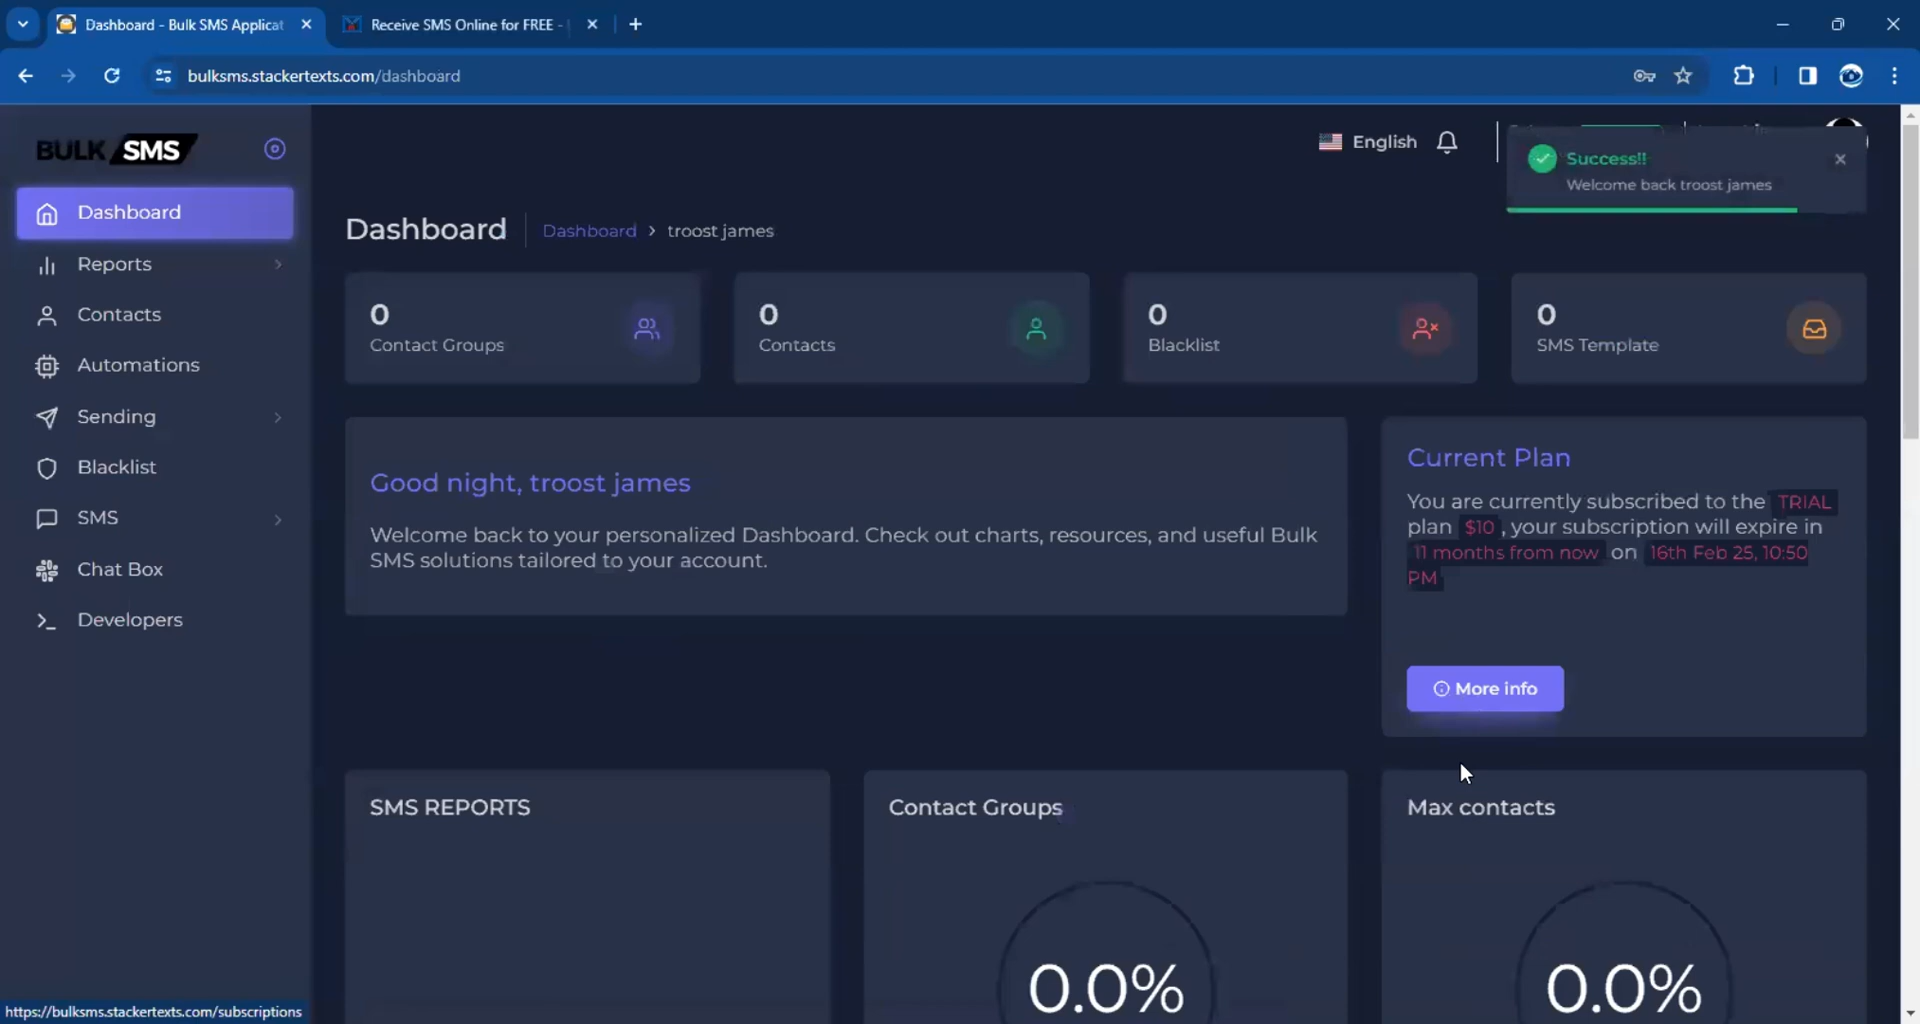 Dashboard - Bulk SMS Applicat
Receive SMS Online for FREE -
bulksms.stackertexts.com/dashboard
BULK SMS
English
Success!!
Welcome back troost james
Dashboard
Reports
Contacts
Automations
Sending
Blacklist
SMS
Chat Box
Developers
Dashboard
Dashboard > troost james
0
Contact Groups
0
Contacts
0
Blacklist
0
SMS Template
Good night, troost james
Welcome back to your personalized Dashboard. Check out charts, resources, and useful Bulk
SMS solutions tailored to your account.
Current Plan
You are currently subscribed to the TRIAL
plan $10, your subscription will expire in
11 months from now on 16th Feb 25, 10:50
PM
More info
SMS REPORTS
Contact Groups
0.0%
Max contacts
0.0%
https://bulksms.stackertexts.com/subscriptions